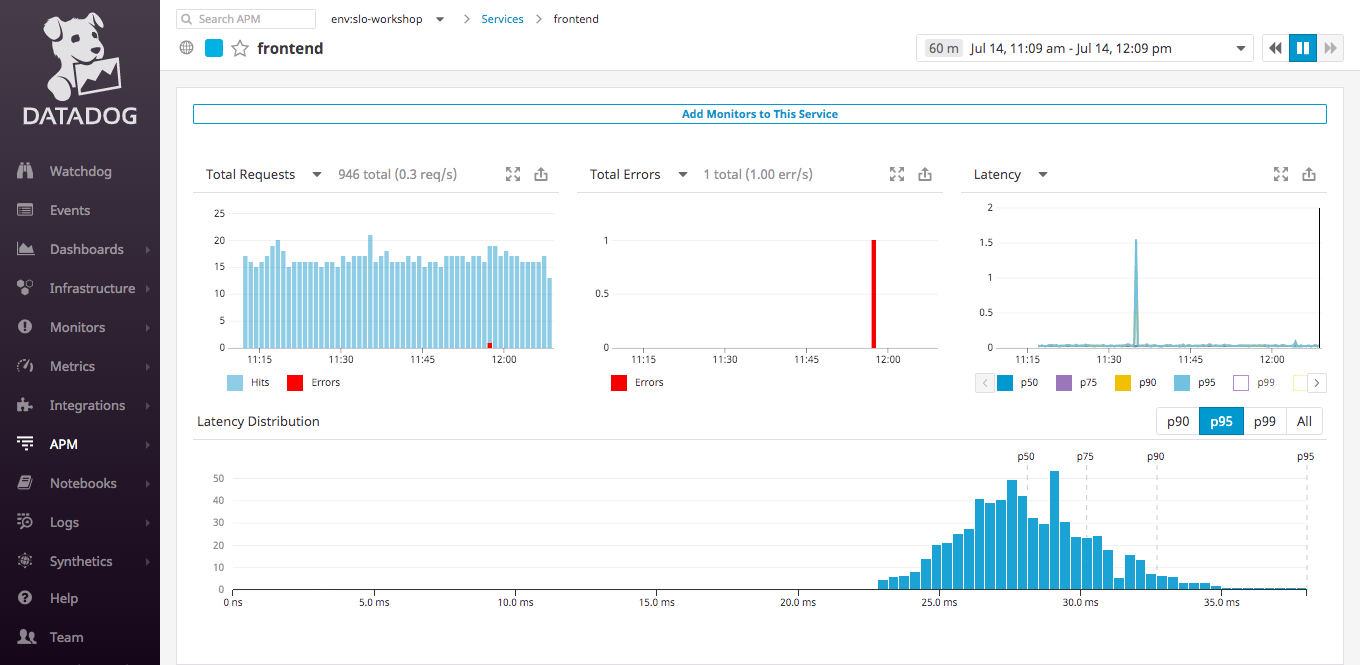 DATADOG
Watchdog
Events
Dashboards
Infrastructure
Monitors
Metrics
Integrations
APM
Notebooks
Logs
Synthetics
Help
Team
Search APM env:slo-workshop > Services > frontend
frontend
60 m Jul 14, 11:09 am - Jul 14, 12:09 pm
Add Monitors to This Service
Total Requests 946 total (0.3 req/s)
25
20
15
10
5
0
11:15 11:30 11:45 12:00
Hits Errors
Total Errors 1 total (1.00 err/s)
1
0.5
0
11:15 11:30 11:45 12:00
Errors
Latency
2
1.5
1
0.5
0
11:15 11:30 11:45 12:00
< p50 p75 p90 p95 p99 >
Latency Distribution
p90 p95 p99 All
p50 p75 p90 p95
50
40
30
20
10
0
0 ns 5.0 ms 10.0 ms 15.0 ms 20.0 ms 25.0 ms 30.0 ms 35.0 ms